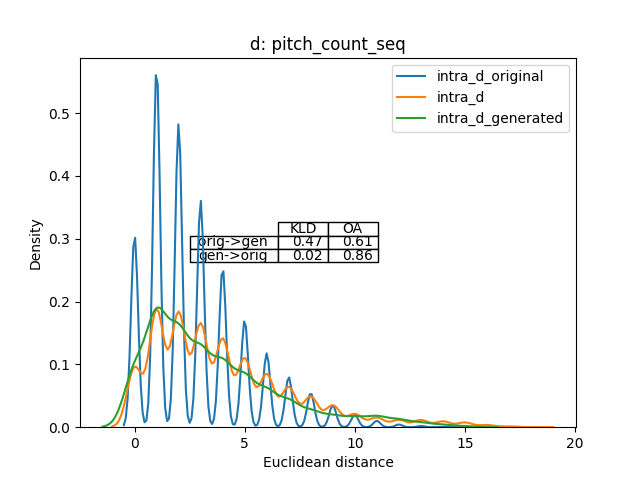 d: pitch_count_seq
intra_d_original
intra_d
intra_d_generated
KLD OA
orig->gen 0.47 0.61
gen->orig 0.02 0.86
Density
0.5
0.4
0.3
0.2
0.1
0.0
0 5 10 15 20
Euclidean distance